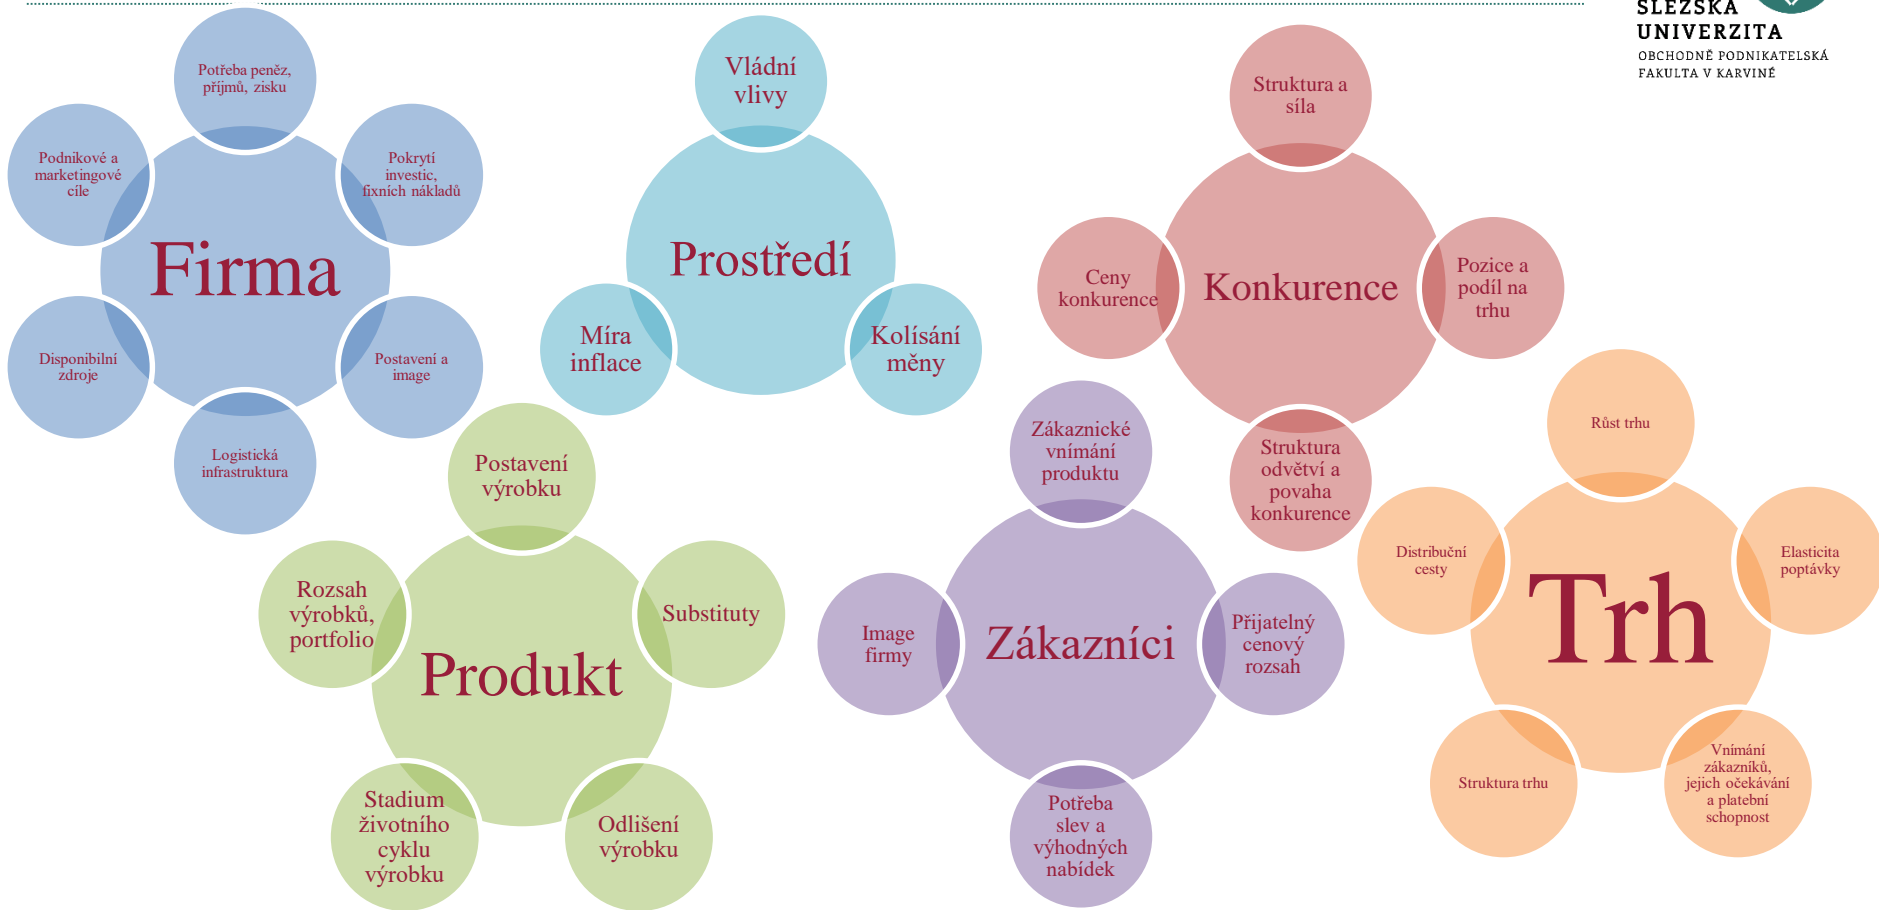 SLEZSKÁ
UNIVERZITA
OBCHODNĚ PODNIKATELSKÁ
FAKULTA V KARVINÉ
Potřeba peněz,
příjmů, zisku
Podnikové a
marketingové
cíle
Pokrytí
investic,
fixních nákladů
Firma
Disponibilní
zdroje
Postavení a
image
Logistická
infrastruktura
Vládní
vlivy
Prostředí
Míra
inflace
Kolísání
měny
Struktura a
síla
Ceny
konkurence
Konkurence
Pozice a
podíl na
trhu
Struktura
odvětví a
povaha
konkurence
Postavení
výrobku
Rozsah
výrobků,
portfolio
Substituty
Produkt
Stadium
životního
cyklu
výrobku
Odlišení
výrobku
Zákaznické
vnímání
produktu
Image
firmy
Zákazníci
Přijatelný
cenový
rozsah
Potřeba
slev a
výhodných
nabídek
Růst trhu
Distribuční
cesty
Elasticita
poptávky
Trh
Struktura trhu
Vnímání
zákazníků,
jejich očekávání
a platební
schopnost